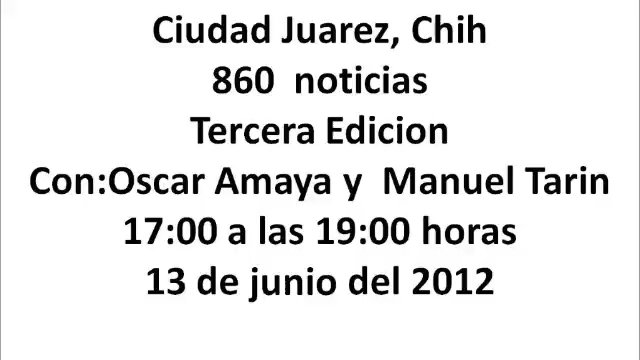 Ciudad Juarez, Chih
860 noticias
Tercera Edicion
Con:Oscar Amaya y Manuel Tarin
17:00 a las 19:00 horas
13 de junio del 2012